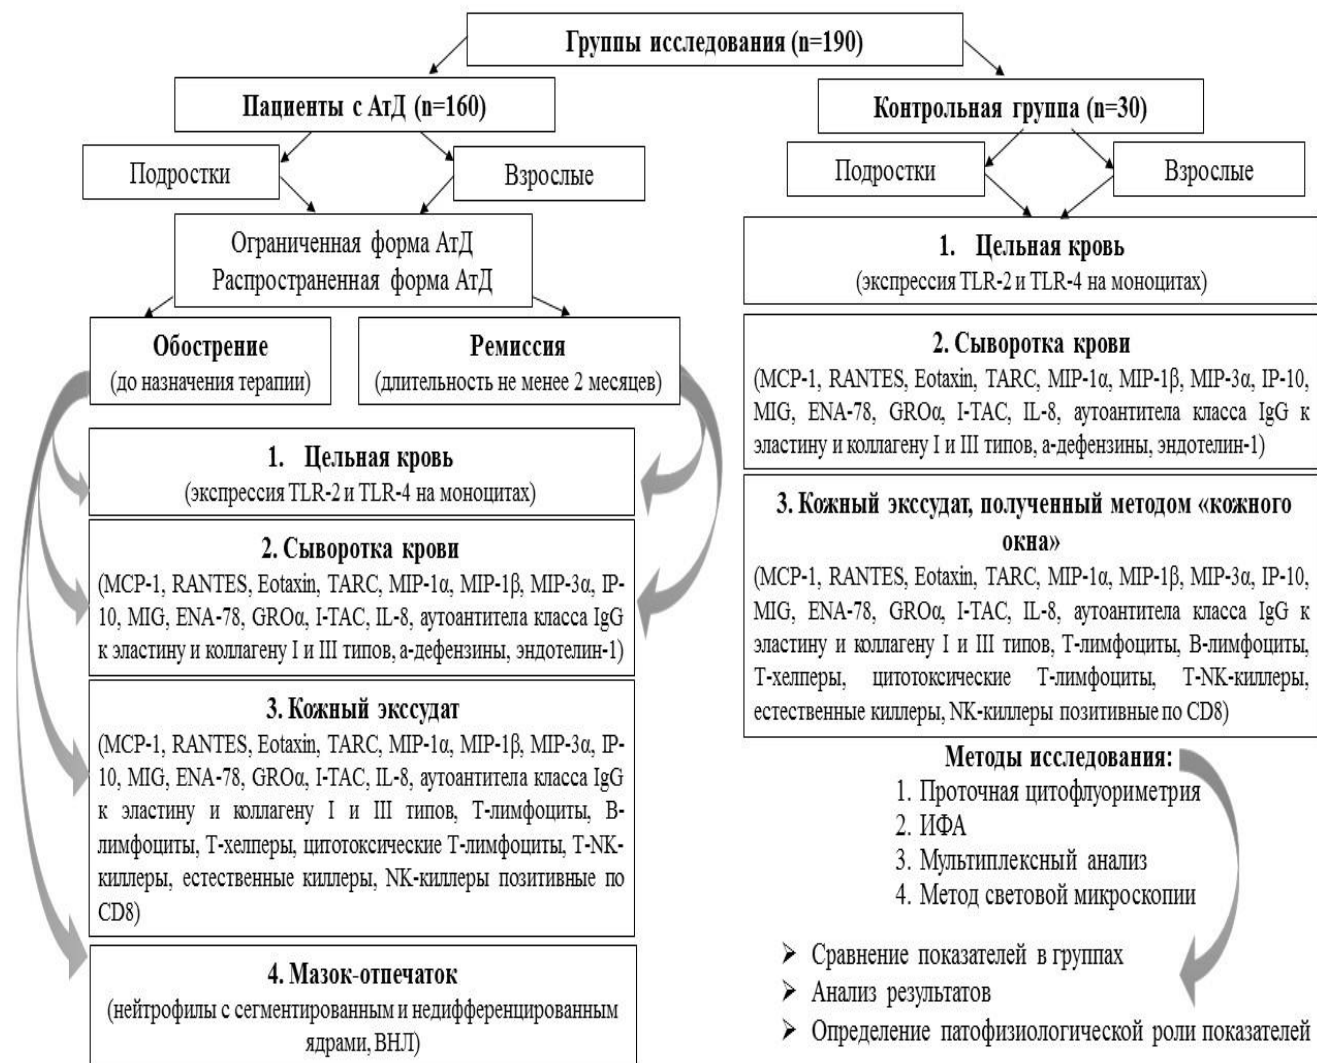 Группы исследования (n=190)
Пациенты с АтД (n=160)
Контрольная группа (n=30)
Подростки
Взрослые
Подростки
Взрослые
Ограниченная форма АтД
Распространенная форма АтД
Обострение
(до назначения терапии)
Ремиссия
(длительность не менее 2 месяцев)
1. Цельная кровь
(экспрессия TLR-2 и TLR-4 на моноцитах)
2. Сыворотка крови
(MCP-1, RANTES, Eotaxin, TARC, MIP-1α, MIP-1β, MIP-3α, IP-
10, MIG, ENA-78, GROα, I-TAC, IL-8, аутоантитела класса IgG
к эластину и коллагену I и III типов, а-дефензины, эндотелин-1)
3. Кожный экссудат
(MCP-1, RANTES, Eotaxin, TARC, MIP-1α, MIP-1β, MIP-3α, IP-
10, MIG, ENA-78, GROα, I-TAC, IL-8, аутоантитела класса IgG
к эластину и коллагену I и III типов, Т-лимфоциты, В-
лимфоциты, Т-хелперы, цитотоксические Т-лимфоциты, T-NK-
киллеры, естественные киллеры, NK-киллеры позитивные по
CD8)
4. Мазок-отпечаток
(нейтрофилы с сегментированным и недифференцированным
ядрами, ВНЛ)
1. Цельная кровь
(экспрессия TLR-2 и TLR-4 на моноцитах)
2. Сыворотка крови
(MCP-1, RANTES, Eotaxin, TARC, MIP-1α, MIP-1β, MIP-3α, IP-10,
MIG, ENA-78, GROα, I-TAC, IL-8, аутоантитела класса IgG к
эластину и коллагену I и III типов, а-дефензины, эндотелин-1)
3. Кожный экссудат, полученный методом «кожного
окна»
(MCP-1, RANTES, Eotaxin, TARC, MIP-1α, MIP-1β, MIP-3α, IP-10,
MIG, ENA-78, GROα, I-TAC, IL-8, аутоантитела класса IgG к
эластину и коллагену I и III типов, Т-лимфоциты, В-лимфоциты,
Т-хелперы, цитотоксические Т-лимфоциты, T-NK-киллеры,
естественные киллеры, NK-киллеры позитивные по CD8)
Методы исследования:
1. Проточная цитофлуориметрия
2. ИФА
3. Мультиплексный анализ
4. Метод световой микроскопии
➢ Сравнение показателей в группах
➢ Анализ результатов
➢ Определение патофизиологической роли показателей